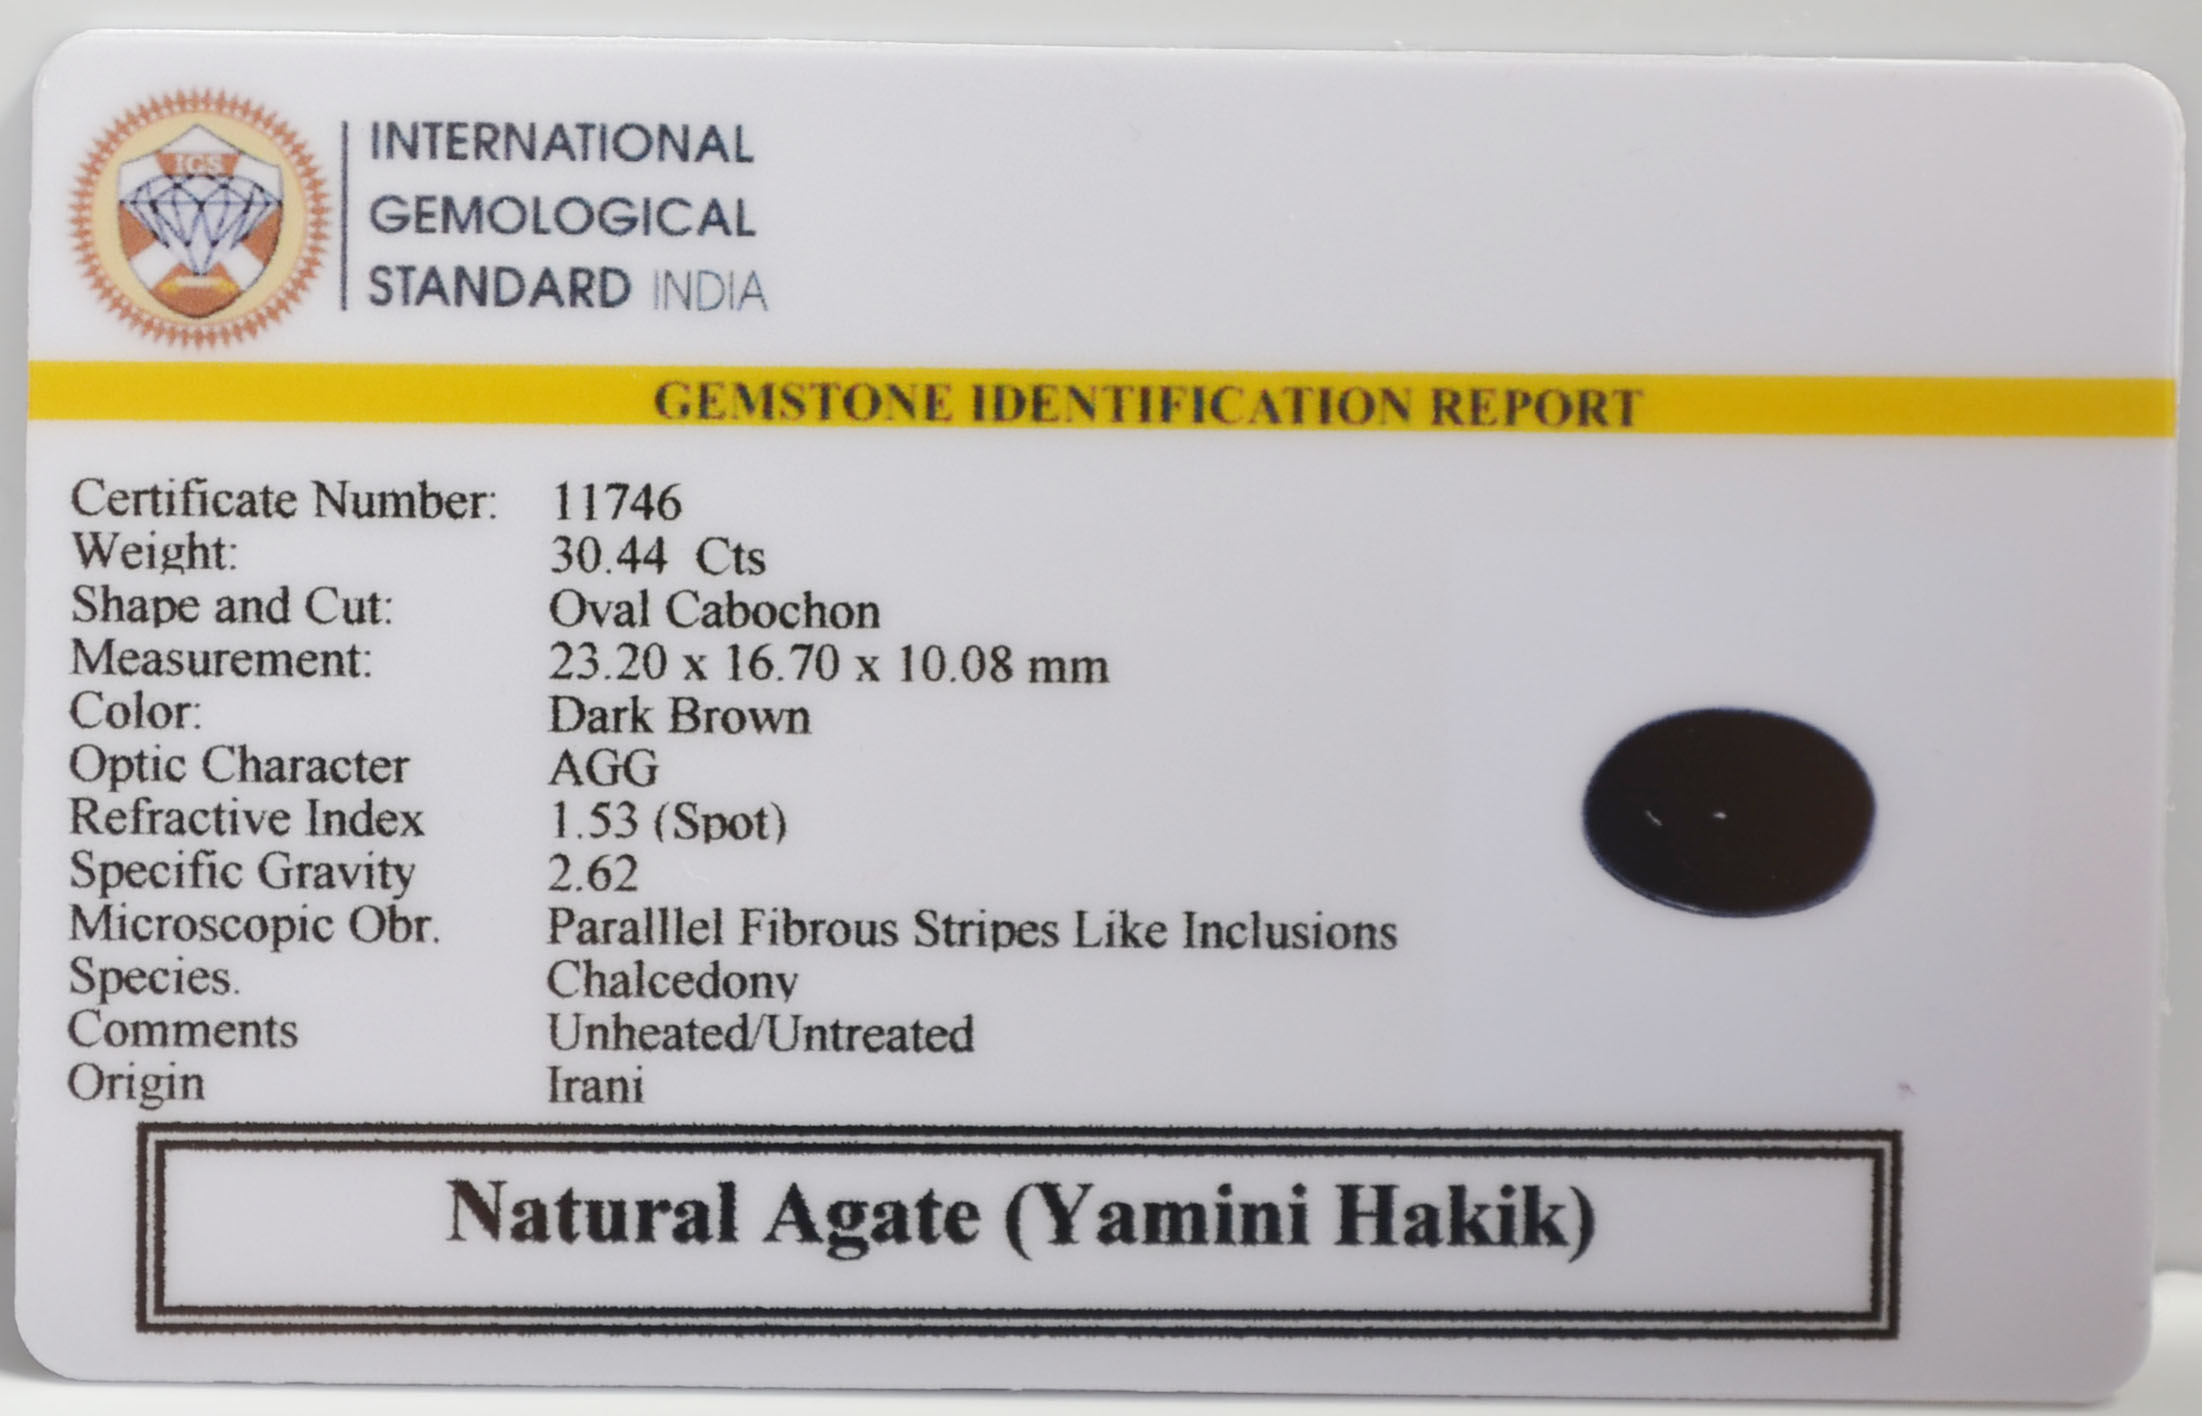 IGS
INTERNATIONAL
GEMOLOGICAL
STANDARD INDIA
GEMSTONE IDENTIFICATION REPORT
Certificate Number: 11746
Weight: 30.44 Cts
Shape and Cut: Oval Cabochon
Measurement: 23.20 x 16.70 x 10.08 mm
Color: Dark Brown
Optic Character AGG
Refractive Index 1.53 (Spot)
Specific Gravity 2.62
Microscopic Obr. Paralllel Fibrous Stripes Like Inclusions
Species. Chalcedony
Comments Unheated/Untreated
Origin Irani
Natural Agate (Yamini Hakik)